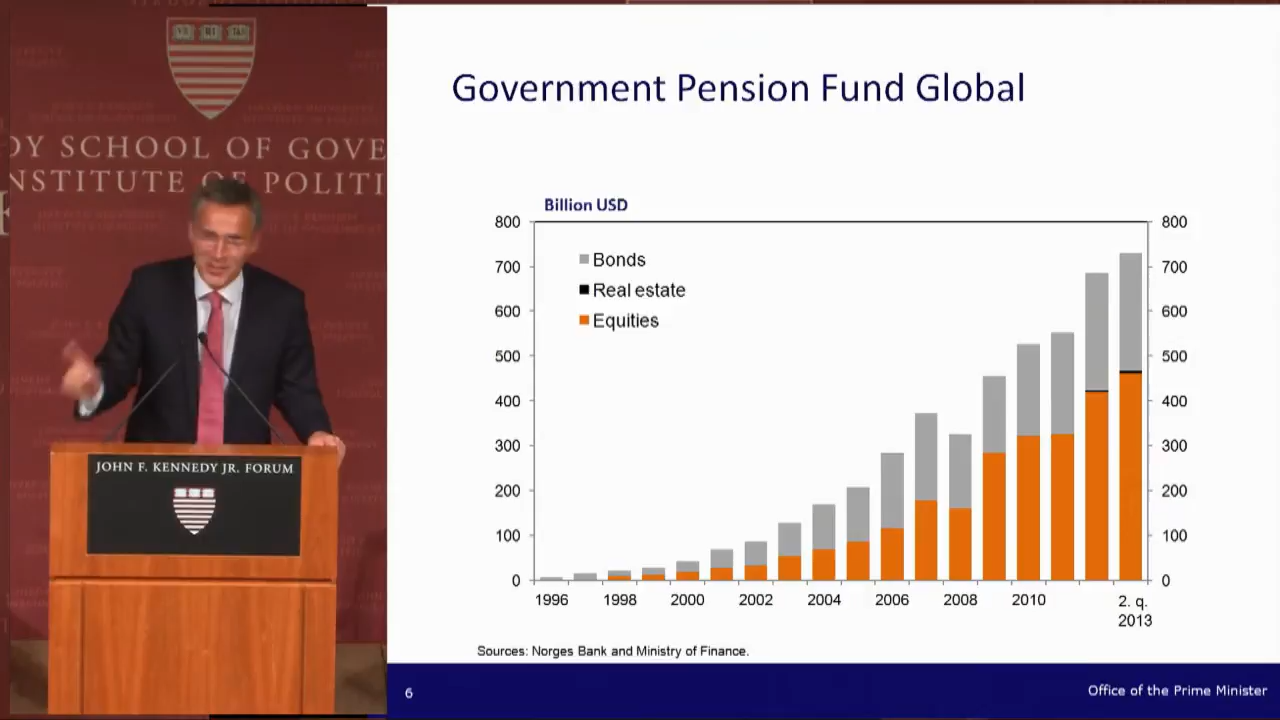 DY SCHOOL OF GOVE
NSTITUTE OF POLITI
JOHN F. KENNEDY JR. FORUM
Government Pension Fund Global
Billion USD
800 800
Bonds
700 700
Real estate
600 600
Equities
500 500
400 400
300 300
200 200
100 100
0 0
1996 1998 2000 2002 2004 2006 2008 2010 2. q.
2013
Sources: Norges Bank and Ministry of Finance.
6 Office of the Prime Minister